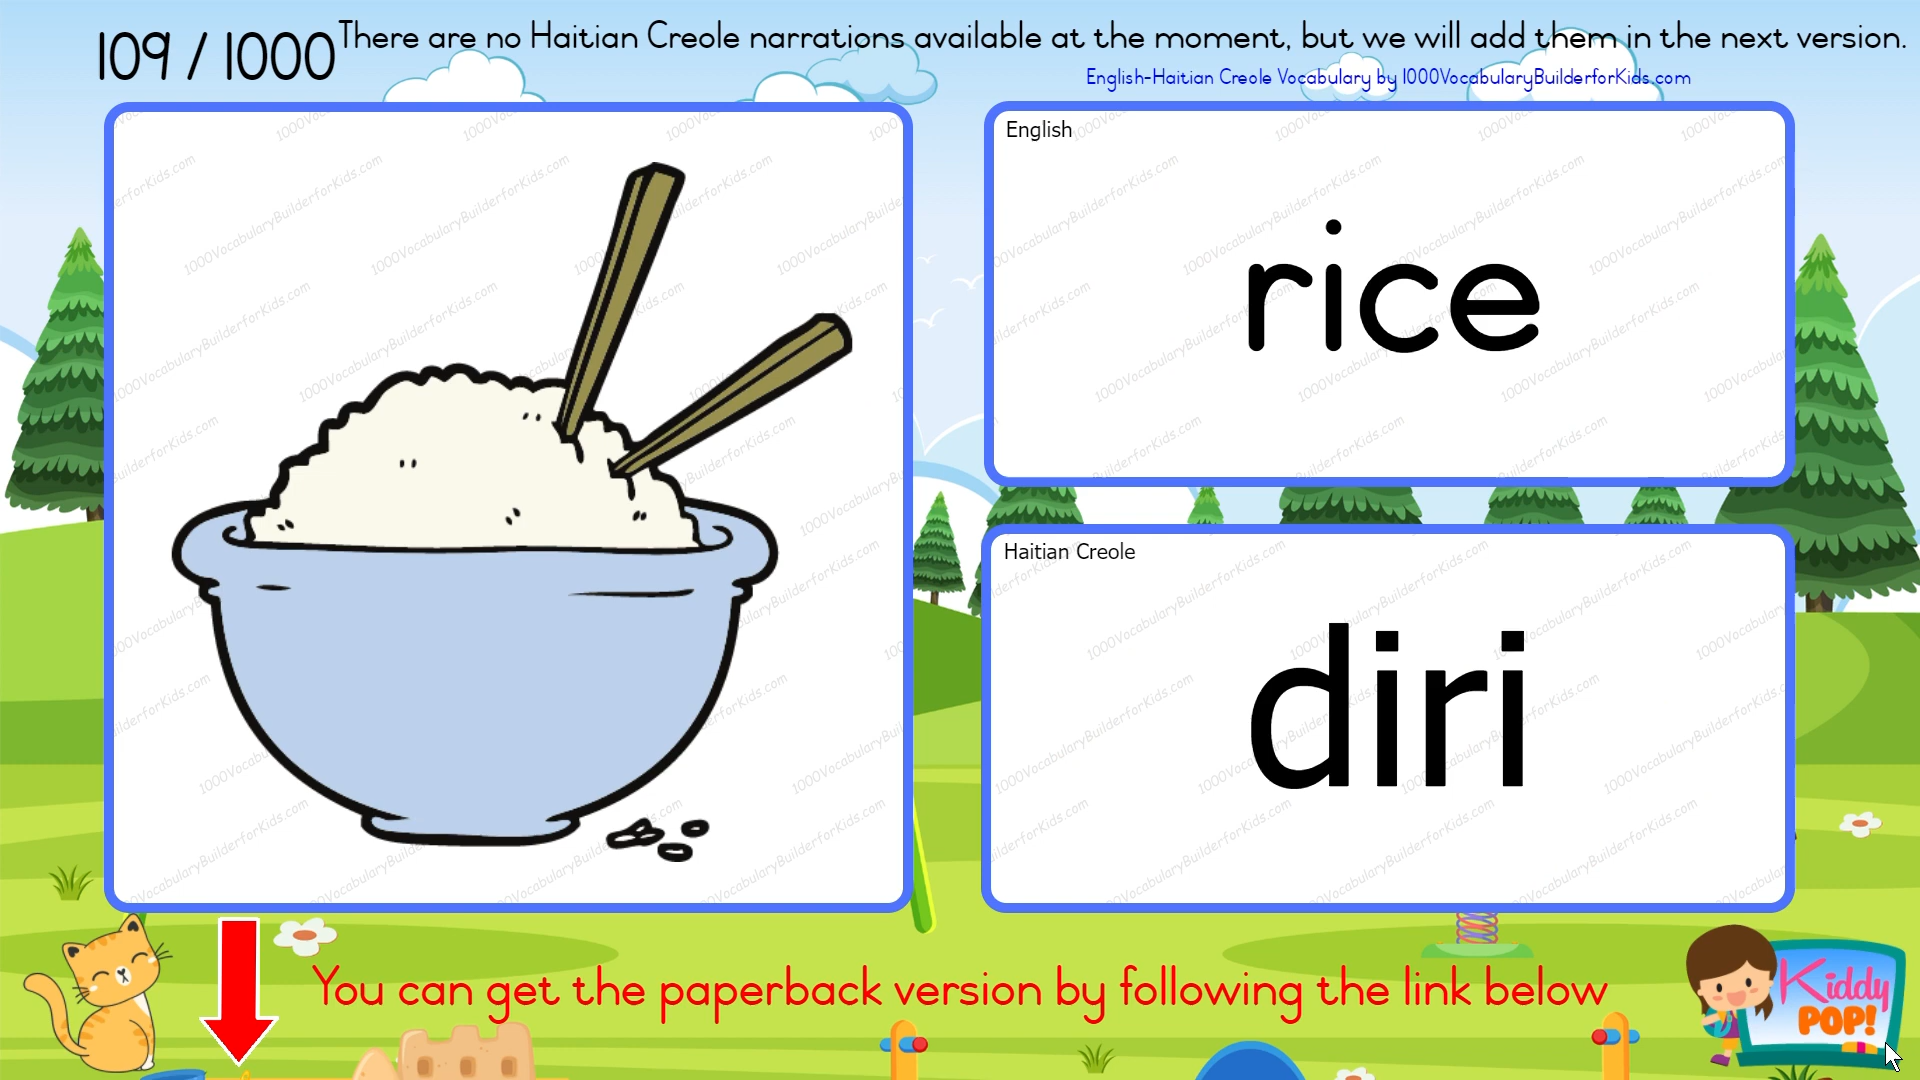 109 / 1000
There are no Haitian Creole narrations available at the moment, but we will add them in the next version.
English-Haitian Creole Vocabulary by 1000VocabularyBuilderforKids.com
English
rice
Haitian Creole
diri
You can get the paperback version by following the link below
Kiddy
POP!
1000VocabularyBuilderforKids.com